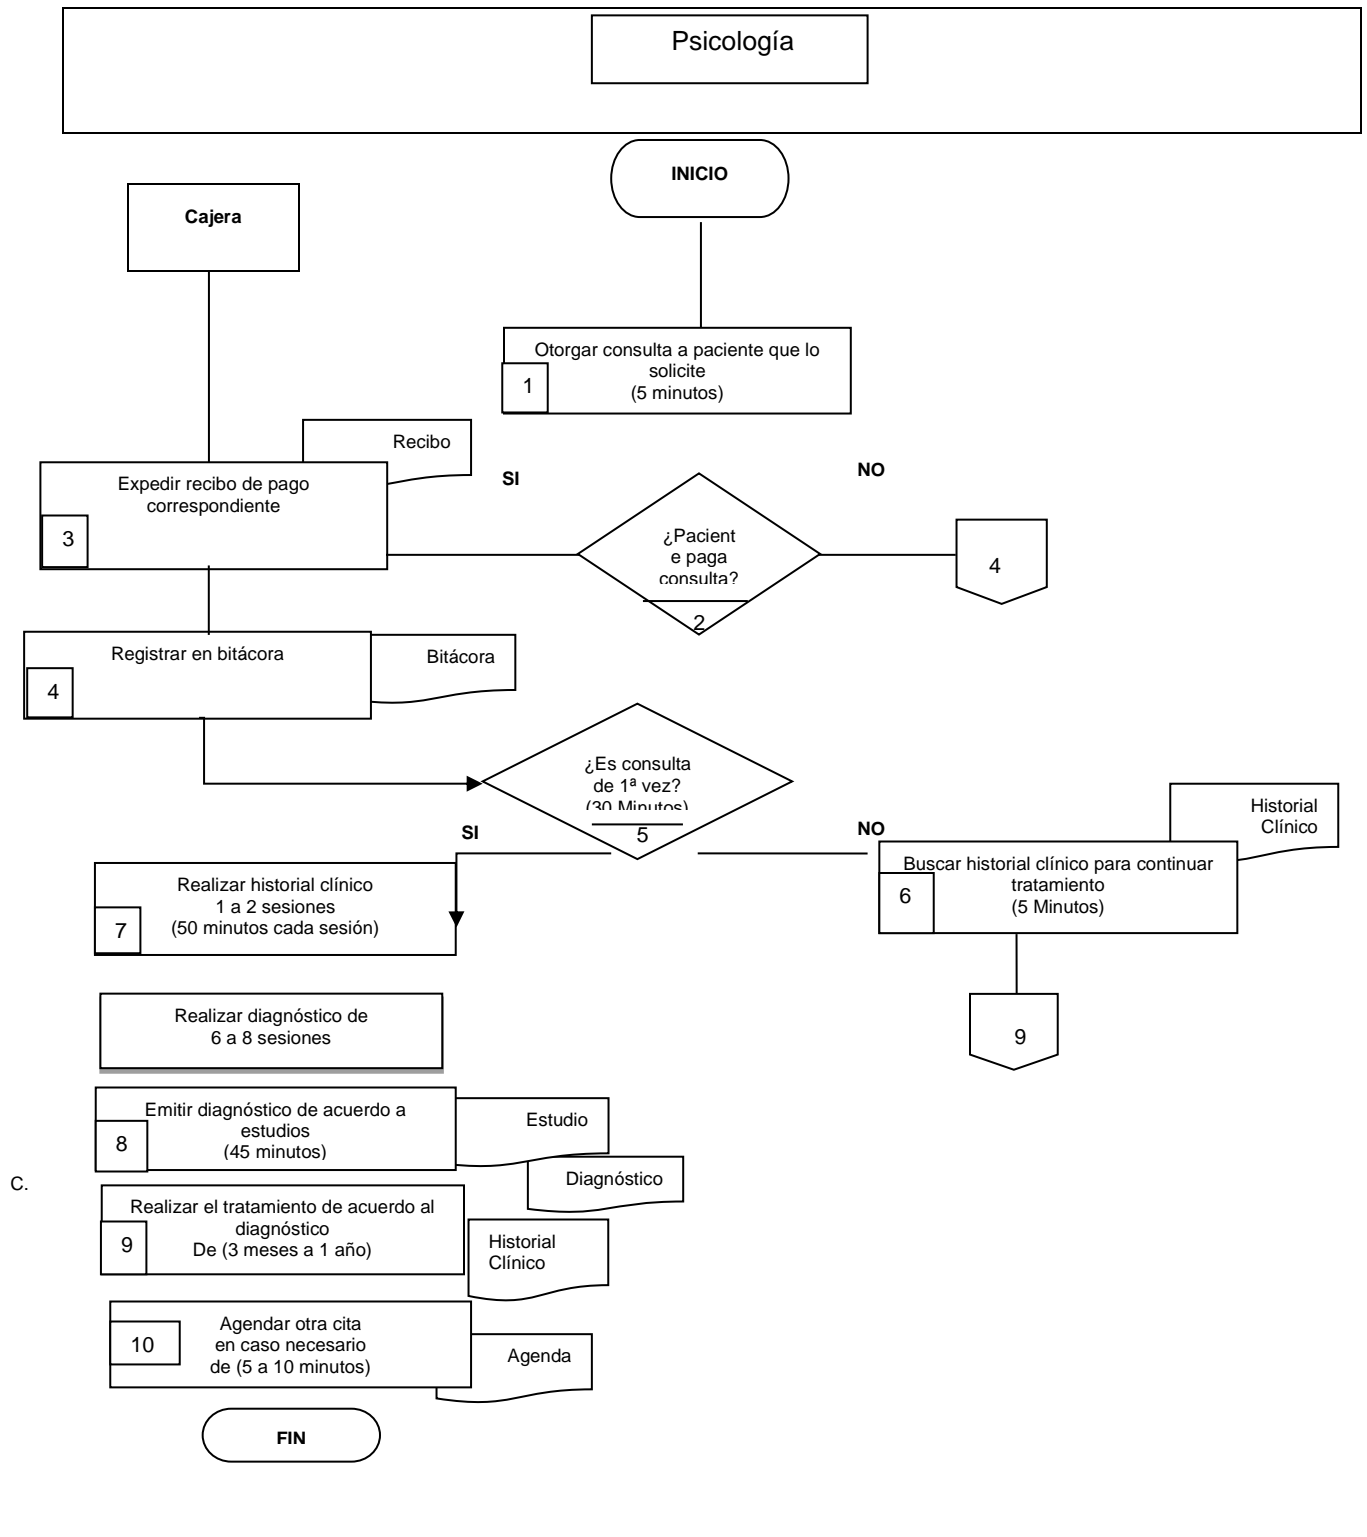 Psicología
INICIO
Cajera
Otorgar consulta a paciente que lo
solicite
(5 minutos)
1
Recibo
Expedir recibo de pago
correspondiente
3
SI
NO
¿Pacient
e paga
consulta?
2
4
Registrar en bitácora
4
Bitácora
¿Es consulta
de 1ª vez?
(30 Minutos)
5
SI
NO
Historial
Clínico
Buscar historial clínico para continuar
tratamiento
(5 Minutos)
6
Realizar historial clínico
1 a 2 sesiones
(50 minutos cada sesión)
7
9
Realizar diagnóstico de
6 a 8 sesiones
Emitir diagnóstico de acuerdo a
estudios
(45 minutos)
8
Estudio
Diagnóstico
C.
Realizar el tratamiento de acuerdo al
diagnóstico
De (3 meses a 1 año)
9
Historial
Clínico
Agendar otra cita
en caso necesario
de (5 a 10 minutos)
10
Agenda
FIN